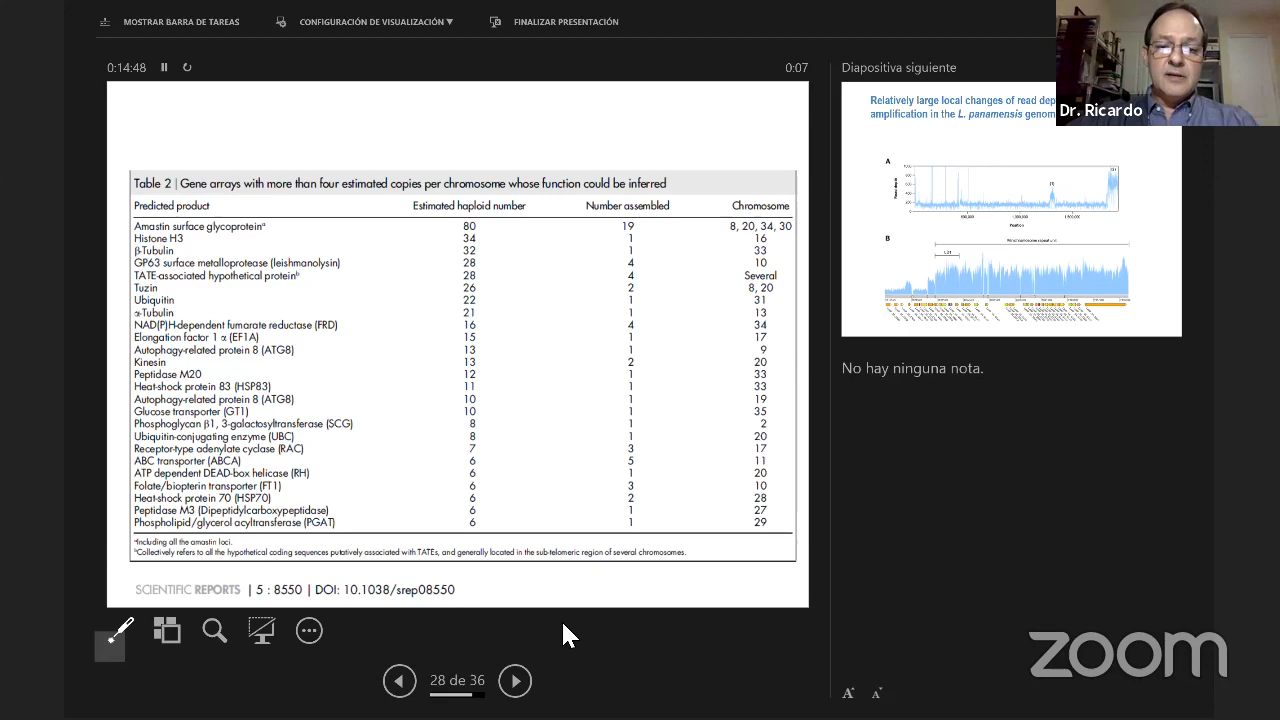 MOSTRAR BARRA DE TAREAS
CONFIGURACIÓN DE VISUALIZACIÓN ▼
FINALIZAR PRESENTACIÓN
0:14:48
0:07
Table 2 | Gene arrays with more than four estimated copies per chromosome whose function could be inferred
Predicted product Estimated haploid number Number assembled Chromosome
Amastin surface glycoproteinᵃ 80 19 8, 20, 34, 30
Histone H3 34 1 16
β-Tubulin 32 1 33
GP63 surface metalloprotease (leishmanolysin) 28 4 10
TATE-associated hypothetical proteinᵇ 28 4 Several
Tuzin 26 2 8, 20
Ubiquitin 22 1 31
α-Tubulin 21 1 13
NAD(P)H-dependent fumarate reductase (FRD) 16 4 34
Elongation factor 1 α (EF1A) 15 1 17
Autophagy-related protein 8 (ATG8) 13 1 9
Kinesin 13 2 20
Peptidase M20 12 1 33
Heat-shock protein 83 (HSP83) 11 1 33
Autophagy-related protein 8 (ATG8) 10 1 19
Glucose transporter (GT1) 10 1 35
Phosphoglycan β1, 3-galactosyltransferase (SCG) 8 1 2
Ubiquitin-conjugating enzyme (UBC) 8 1 20
Receptor-type adenylate cyclase (RAC) 7 3 17
ABC transporter (ABCA) 6 5 11
ATP dependent DEAD-box helicase (RH) 6 1 20
Folate/biopterin transporter (FT1) 6 3 10
Heat-shock protein 70 (HSP70) 6 2 28
Peptidase M3 (Dipeptidylcarboxypeptidase) 6 1 27
Phospholipid/glycerol acyltransferase (PGAT) 6 1 29
ᵃIncluding all the amastin loci.
ᵇCollectively refers to all the hypothetical coding sequences putatively associated with TATEs, and generally located in the sub-telomeric region of several chromosomes.
SCIENTIFIC REPORTS | 5 : 8550 | DOI: 10.1038/srep08550
28 de 36
Diapositiva siguiente
Relatively large local changes of read
amplification in the L. panamensis
A
Position
B
No hay ninguna nota.
Dr. Ricardo
zoom